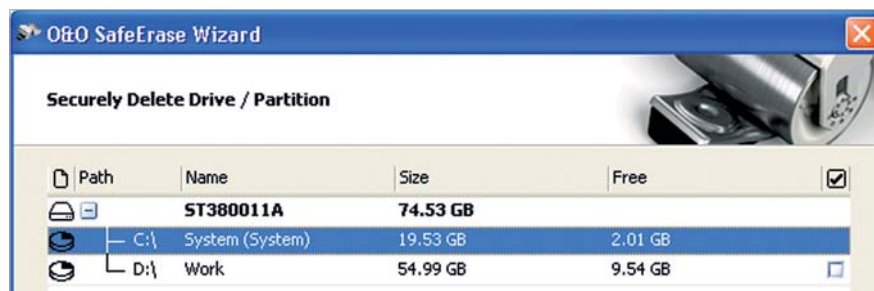 O&O SafeErase Wizard
Securely Delete Drive / Partition
Path Name Size Free
ST380011A 74.53 GB
C:\ System (System) 19.53 GB 2.01 GB
D:\ Work 54.99 GB 9.54 GB